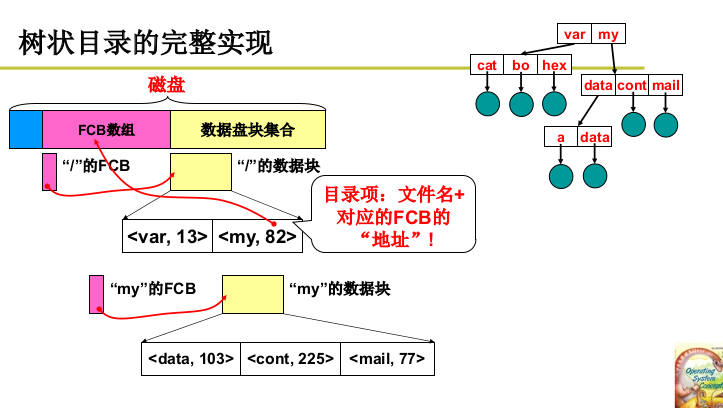 树状目录的完整实现
var my
cat bo hex
data cont mail
a data
磁盘
FCB数组
数据盘块集合
“/”的FCB
“/”的数据块
目录项：文件名+
对应的FCB的
“地址”！
<var, 13> <my, 82>
“my”的FCB
“my”的数据块
<data, 103> <cont, 225> <mail, 77>
Operating
System
Concepts